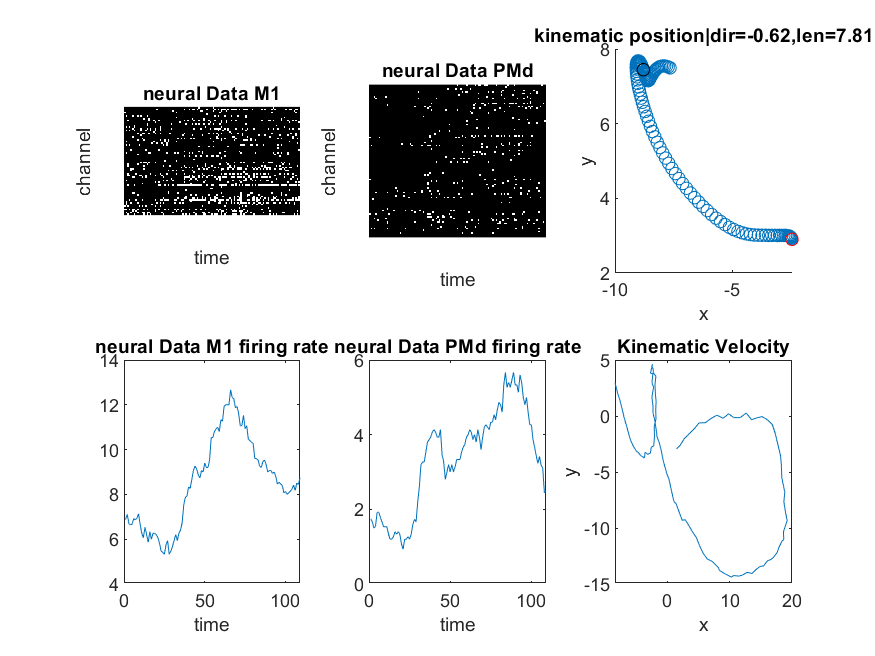 neural Data M1
channel
time
neural Data PMd
channel
time
kinematic position|dir=-0.62,len=7.81
8
6
4
2
y
-10
-5
x
neural Data M1 firing rate
14
12
10
8
6
4
0
50
100
time
neural Data PMd firing rate
6
4
2
0
0
50
100
time
Kinematic Velocity
5
0
-5
-10
-15
y
0
10
20
x